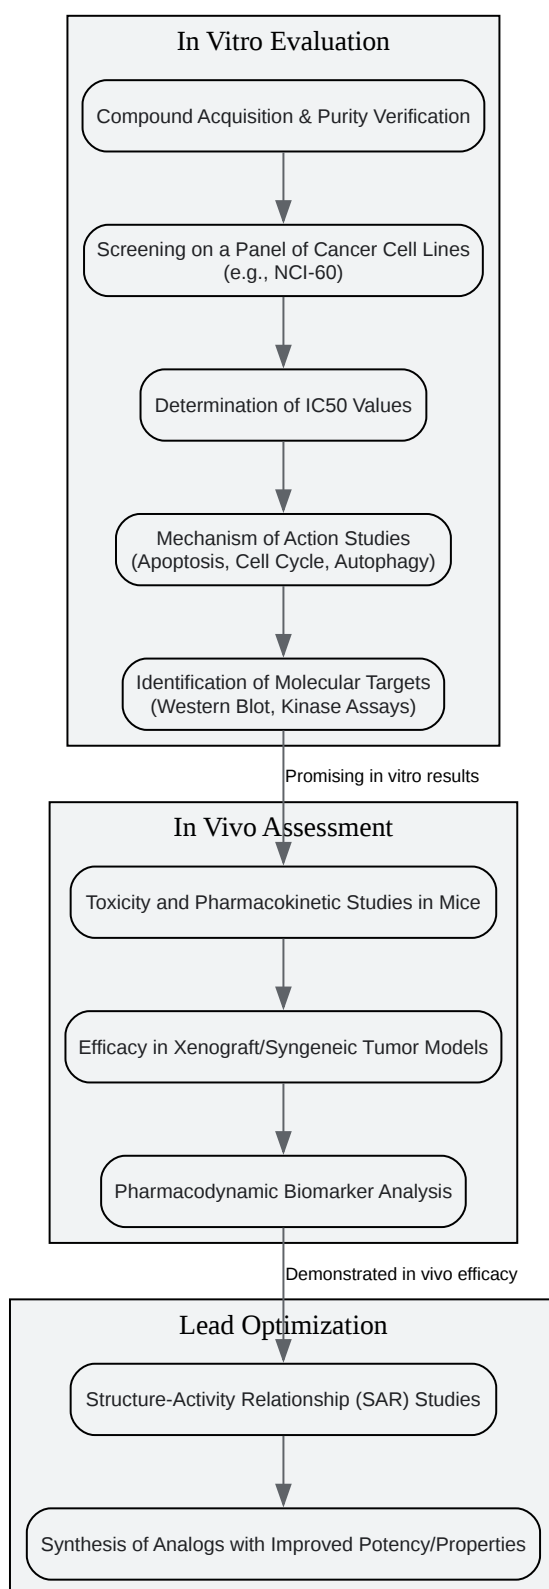 In Vitro Evaluation
Compound Acquisition & Purity Verification
Screening on a Panel of Cancer Cell Lines
(e.g., NCI-60)
Determination of IC50 Values
Mechanism of Action Studies
(Apoptosis, Cell Cycle, Autophagy)
Identification of Molecular Targets
(Western Blot, Kinase Assays)
Promising in vitro results
In Vivo Assessment
Toxicity and Pharmacokinetic Studies in Mice
Efficacy in Xenograft/Syngeneic Tumor Models
Pharmacodynamic Biomarker Analysis
Demonstrated in vivo efficacy
Lead Optimization
Structure-Activity Relationship (SAR) Studies
Synthesis of Analogs with Improved Potency/Properties